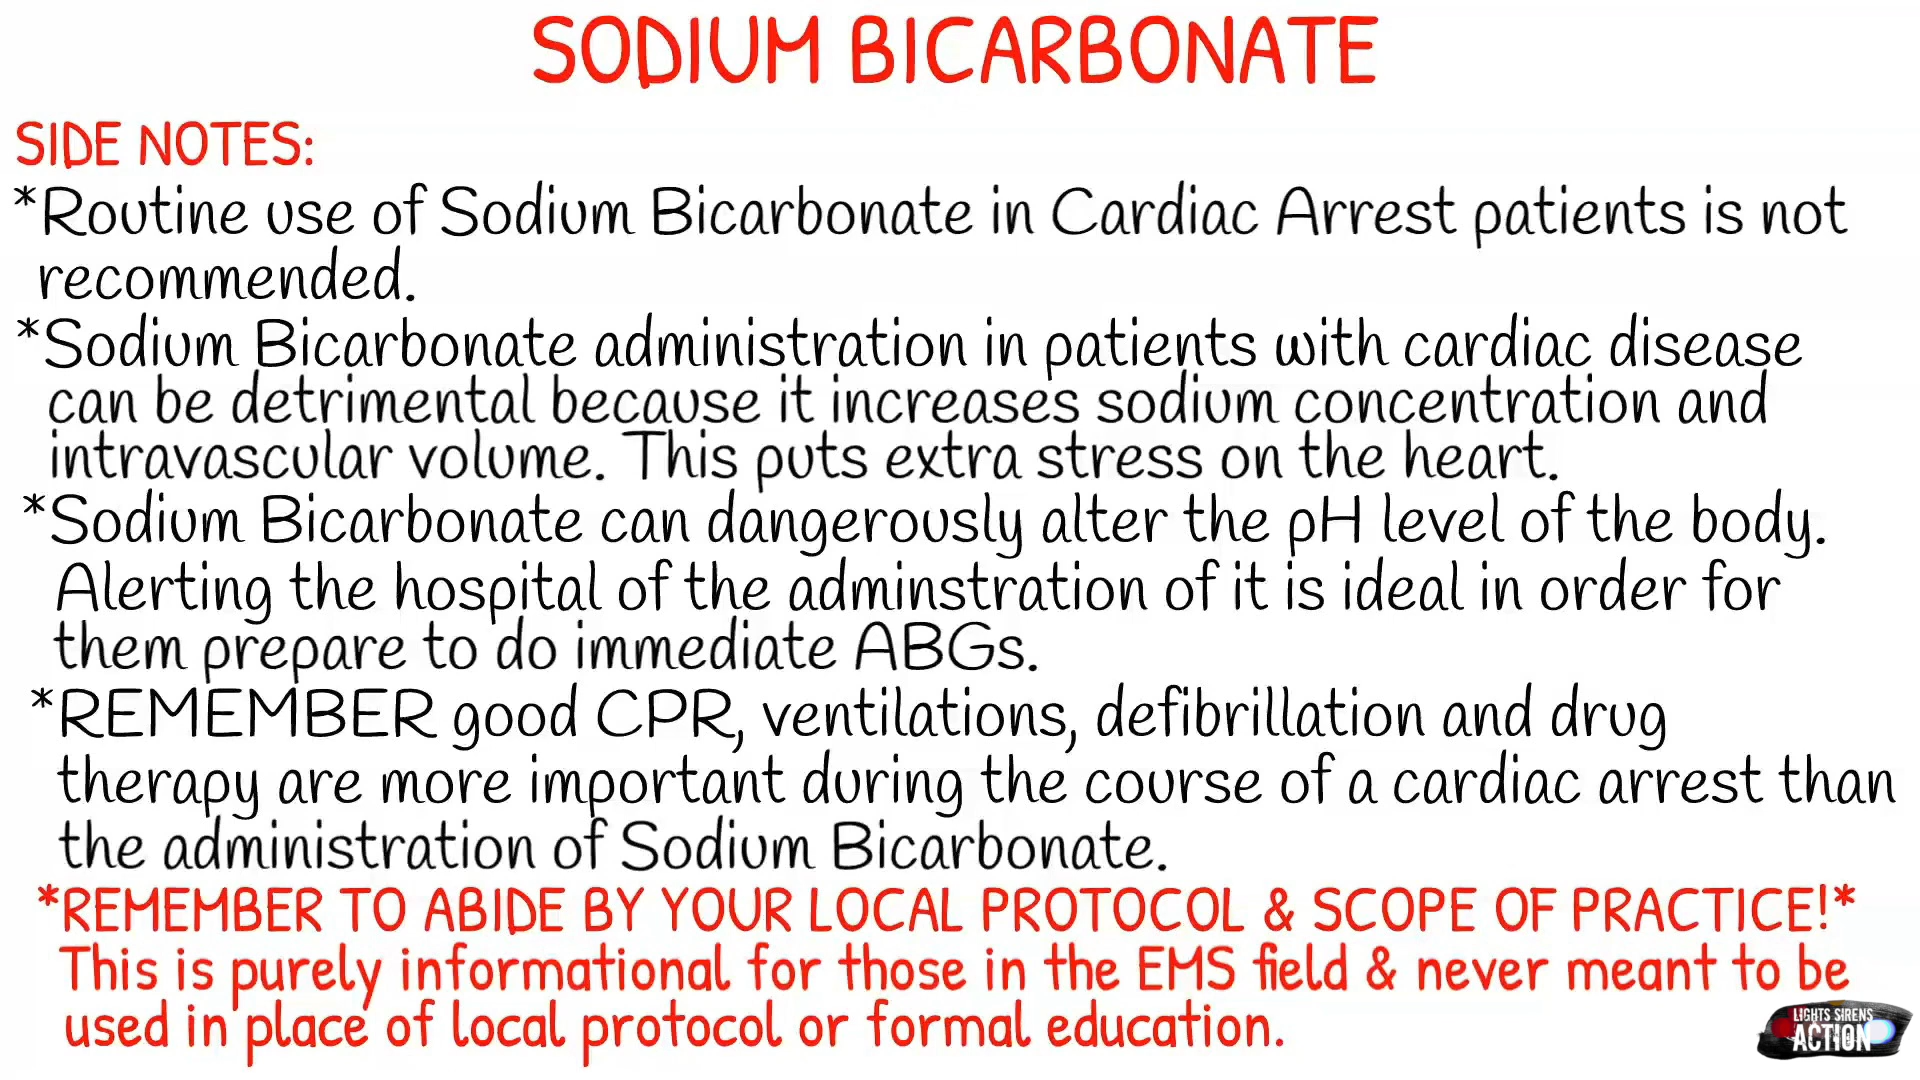 SODIUM BICARBONATE
SIDE NOTES:
*Routine use of Sodium Bicarbonate in Cardiac Arrest patients is not
recommended.
*Sodium Bicarbonate administration in patients with cardiac disease
can be detrimental because it increases sodium concentration and
intravascular volume. This puts extra stress on the heart.
*Sodium Bicarbonate can dangerously alter the pH level of the body.
Alerting the hospital of the adminstration of it is ideal in order for
them prepare to do immediate ABGs.
*REMEMBER good CPR, ventilations, defibrillation and drug
therapy are more important during the course of a cardiac arrest than
the administration of Sodium Bicarbonate.
*REMEMBER TO ABIDE BY YOUR LOCAL PROTOCOL & SCOPE OF PRACTICE!*
This is purely informational for those in the EMS field & never meant to be
used in place of local protocol or formal education.
LIGHTS SIRENS
ACTION